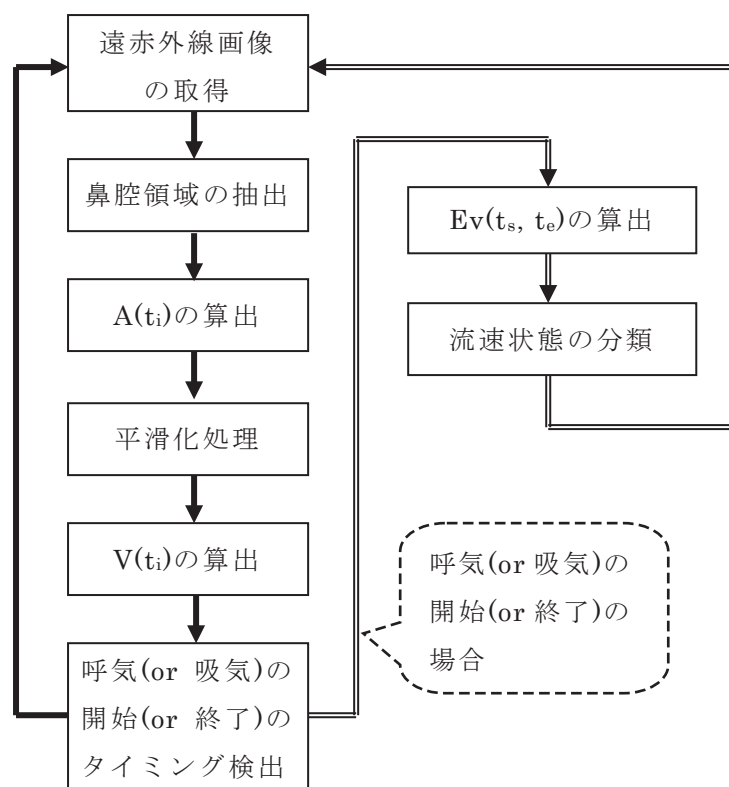 遠赤外線画像
の取得
鼻腔領域の抽出
A(tᵢ)の算出
平滑化処理
V(tᵢ)の算出
呼気(or 吸気)の
開始(or 終了)の
タイミング検出
Ev(tₛ, tₑ)の算出
流速状態の分類
呼気(or 吸気)の
開始(or 終了)の
場合